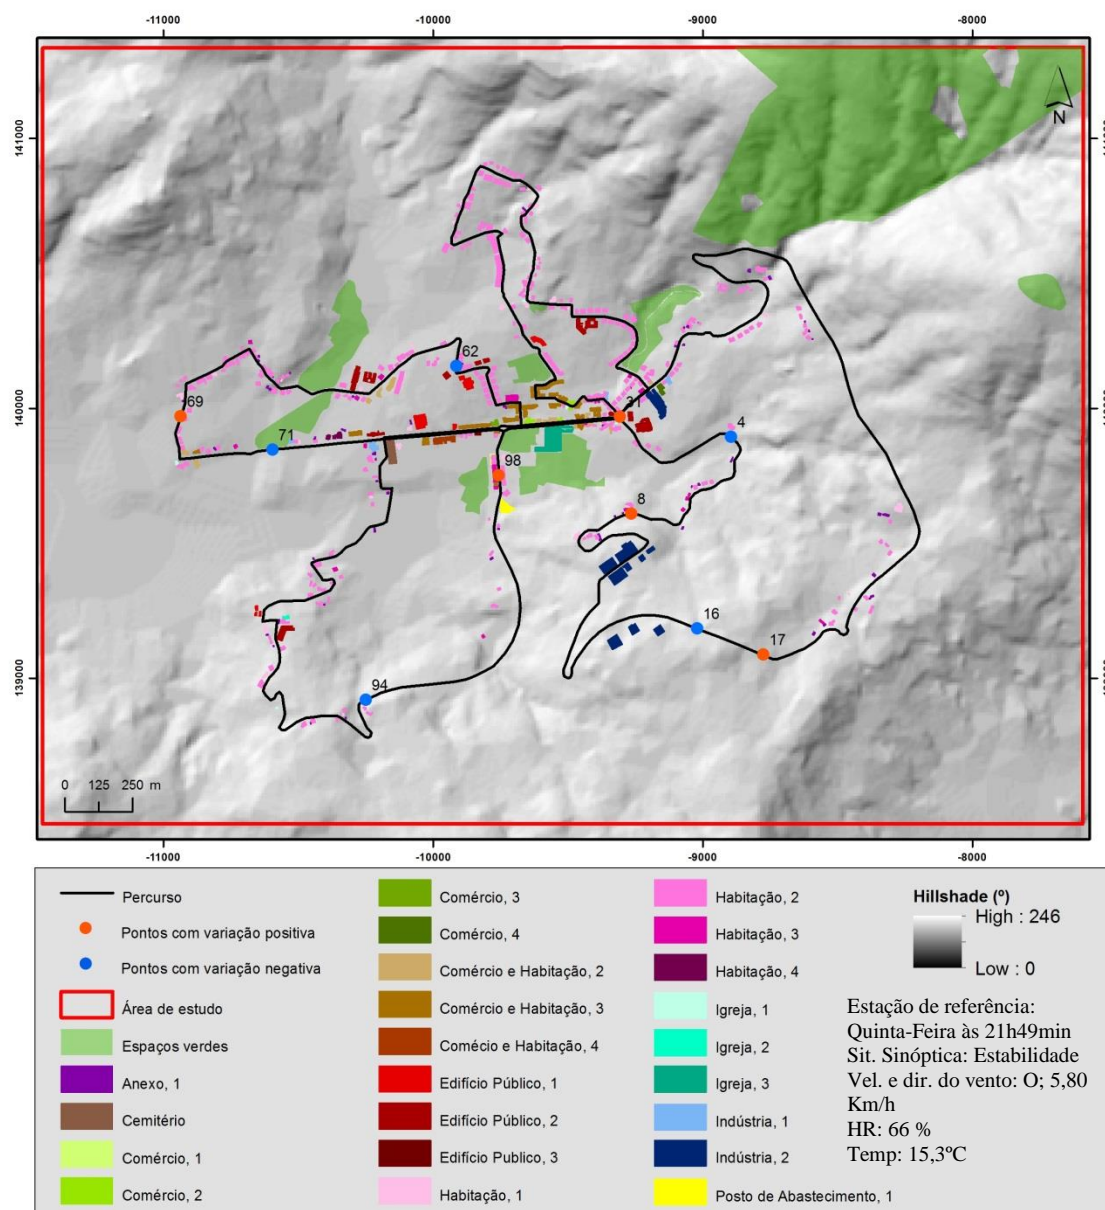 -11000 -10000 -9000 -8000
141000
N
140000
139000
62
69
31
71
4
98
8
16
17
94
0 125 250 m
-11000 -10000 -9000 -8000
Percurso
Pontos com variação positiva
Pontos com variação negativa
Área de estudo
Espaços verdes
Anexo, 1
Cemitério
Comércio, 1
Comércio, 2
Comércio, 3
Comércio, 4
Comércio e Habitação, 2
Comércio e Habitação, 3
Comécio e Habitação, 4
Edifício Público, 1
Edifício Público, 2
Edifício Publico, 3
Habitação, 1
Habitação, 2
Habitação, 3
Habitação, 4
Igreja, 1
Igreja, 2
Igreja, 3
Indústria, 1
Indústria, 2
Posto de Abastecimento, 1
Hillshade (º)
High : 246
Low : 0
Estação de referência:
Quinta-Feira às 21h49min
Sit. Sinóptica: Estabilidade
Vel. e dir. do vento: O; 5,80
Km/h
HR: 66 %
Temp: 15,3ºC